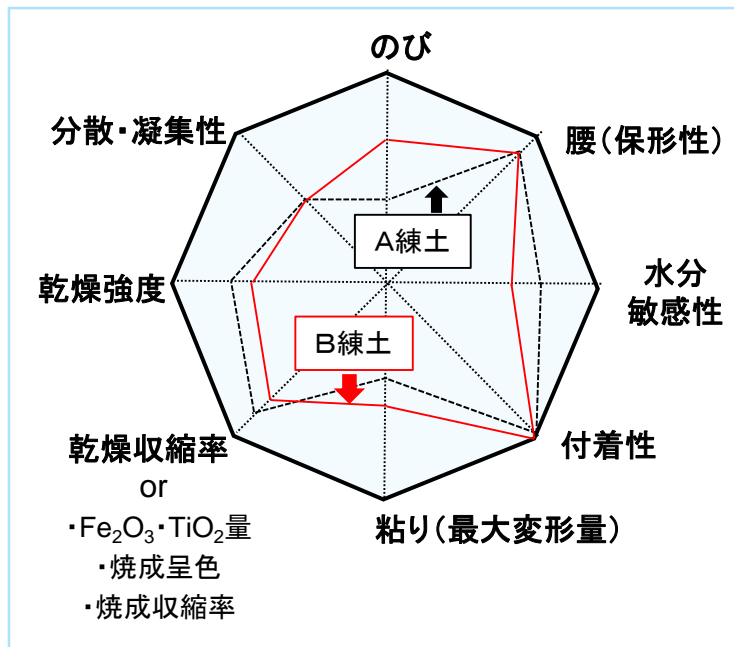 のび
分散・凝集性
腰（保形性）
A練土
水分
敏感性
乾燥強度
B練土
付着性
乾燥収縮率
or
・Fe₂O₃・TiO₂量
・焼成呈色
・焼成収縮率
粘り（最大変形量）